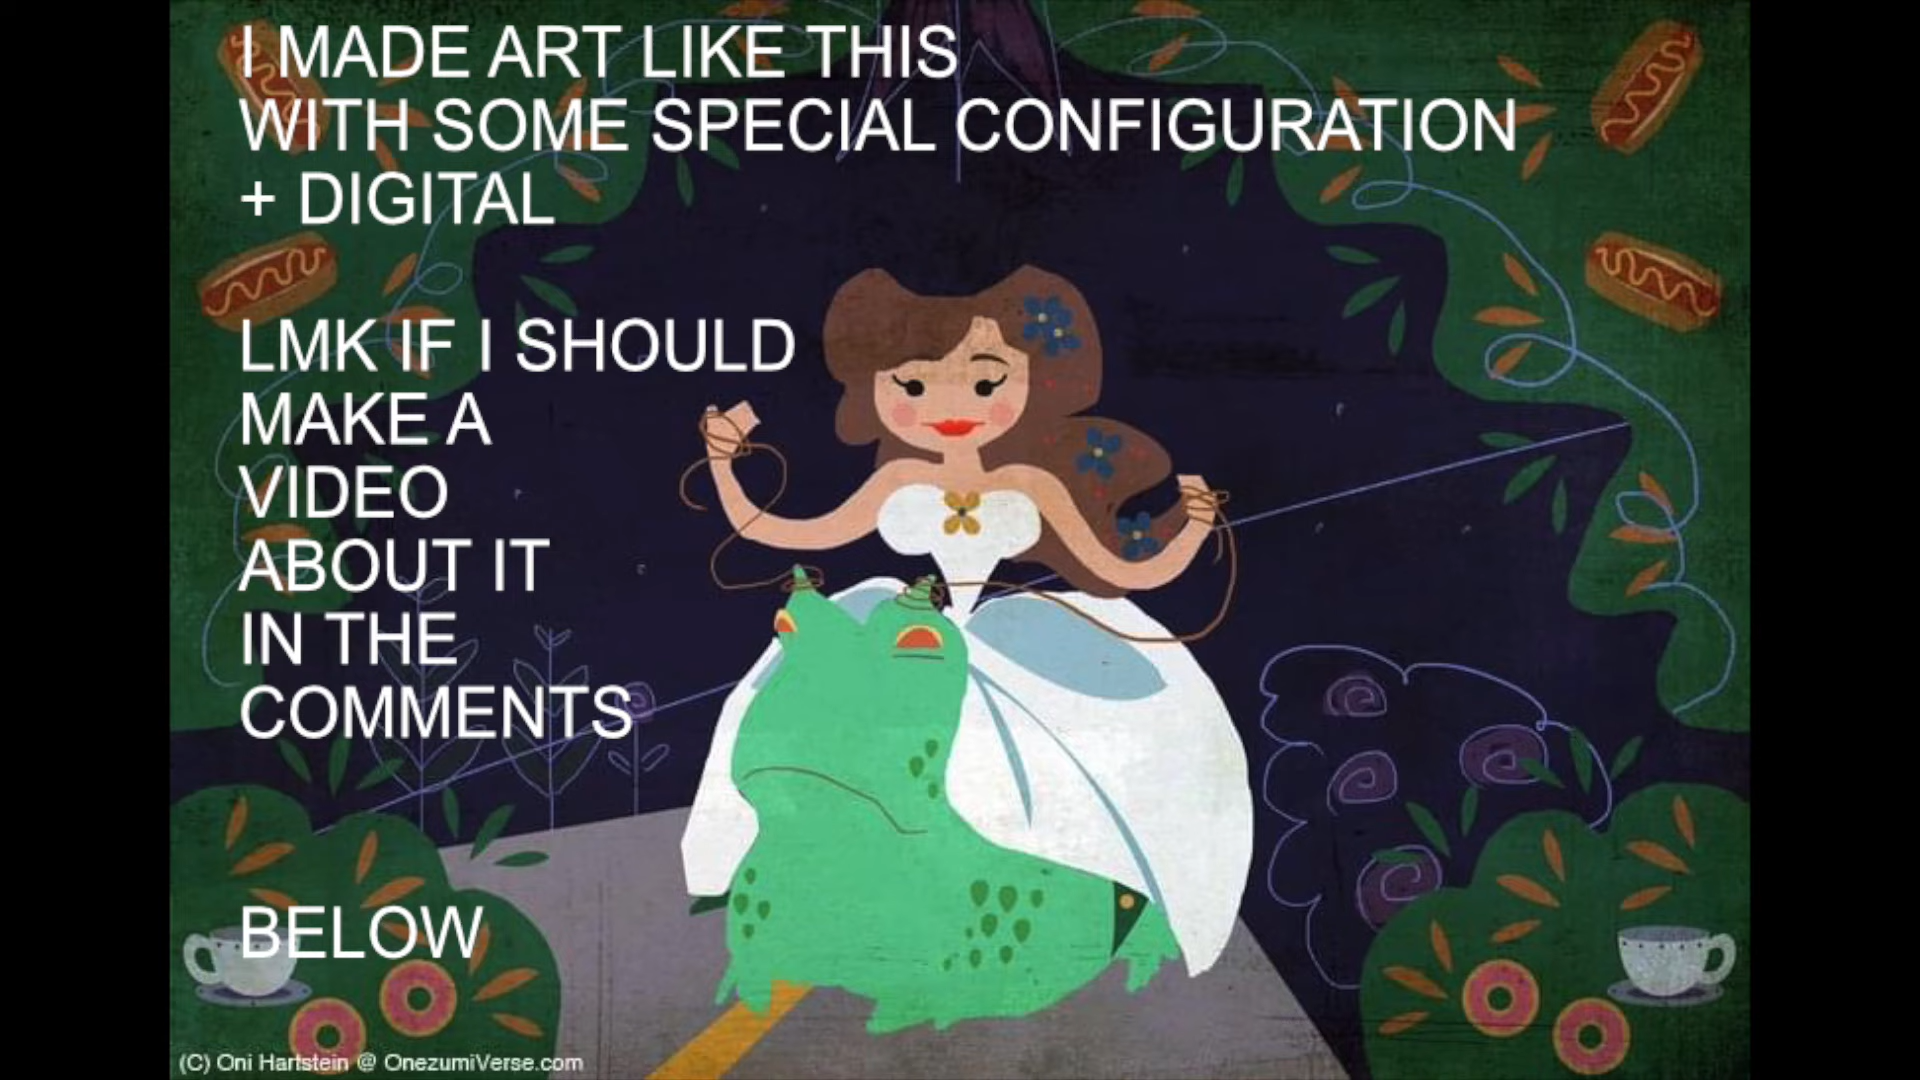 I MADE ART LIKE THIS
WITH SOME SPECIAL CONFIGURATION
+ DIGITAL
LMK IF I SHOULD
MAKE A
VIDEO
ABOUT IT
IN THE
COMMENTS
BELOW
(C) Oni Hartstein @ OnezumiVerse.com